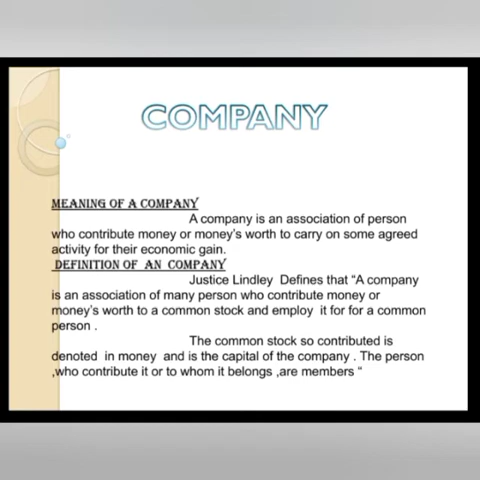 COMPANY
MEANING OF A COMPANY
A company is an association of person
who contribute money or money's worth to carry on some agreed
activity for their economic gain.
DEFINITION OF AN COMPANY
Justice Lindley Defines that “A company
is an association of many person who contribute money or
money's worth to a common stock and employ it for for a common
person .
The common stock so contributed is
denoted in money and is the capital of the company . The person
,who contribute it or to whom it belongs ,are members “